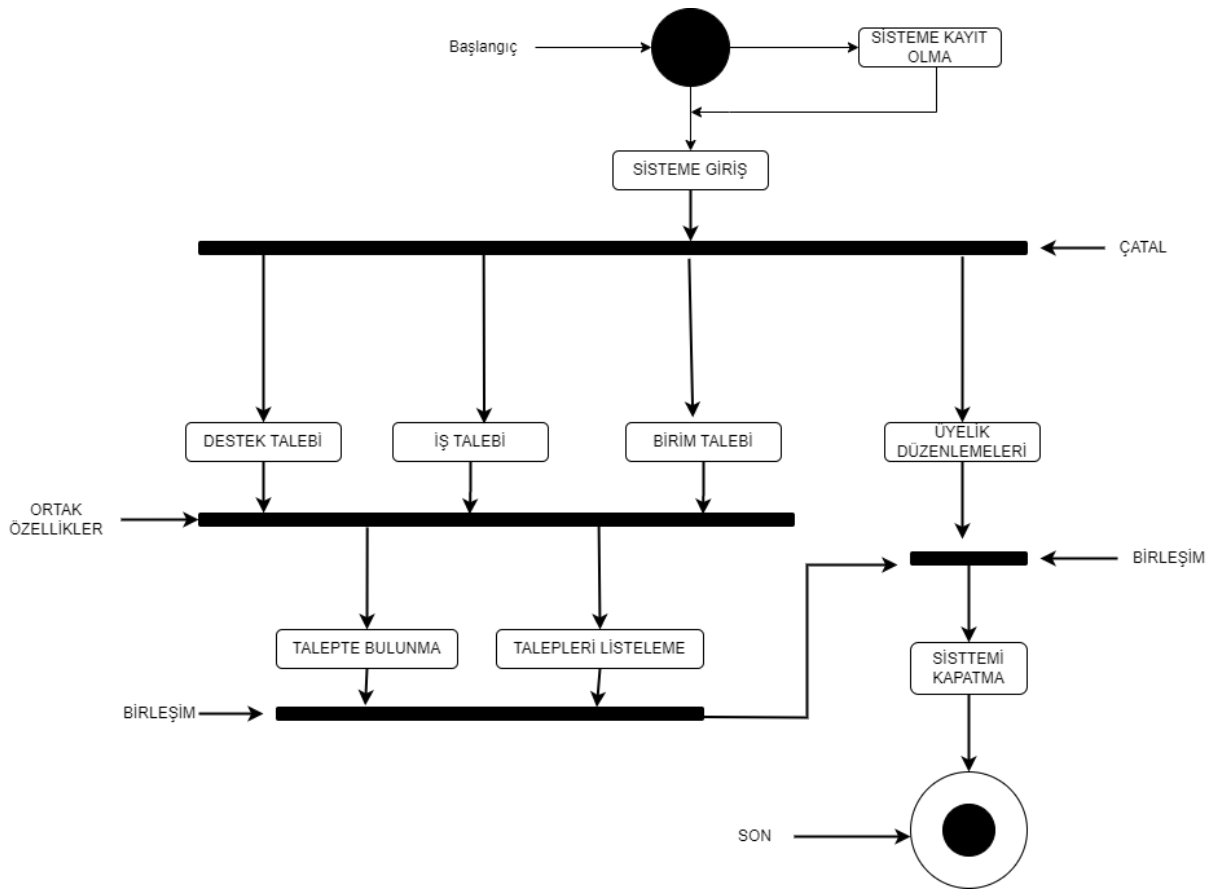 Başlangıç
SİSTEME KAYIT
OLMA
SİSTEME GİRİŞ
ÇATAL
DESTEK TALEBİ
İŞ TALEBİ
BİRİM TALEBİ
ÜYELİK
DÜZENLEMELERİ
ORTAK
ÖZELLİKLER
BİRLEŞİM
TALEPTE BULUNMA
TALEPLERİ LİSTELEME
SİSTTEMİ
KAPATMA
BİRLEŞİM
SON